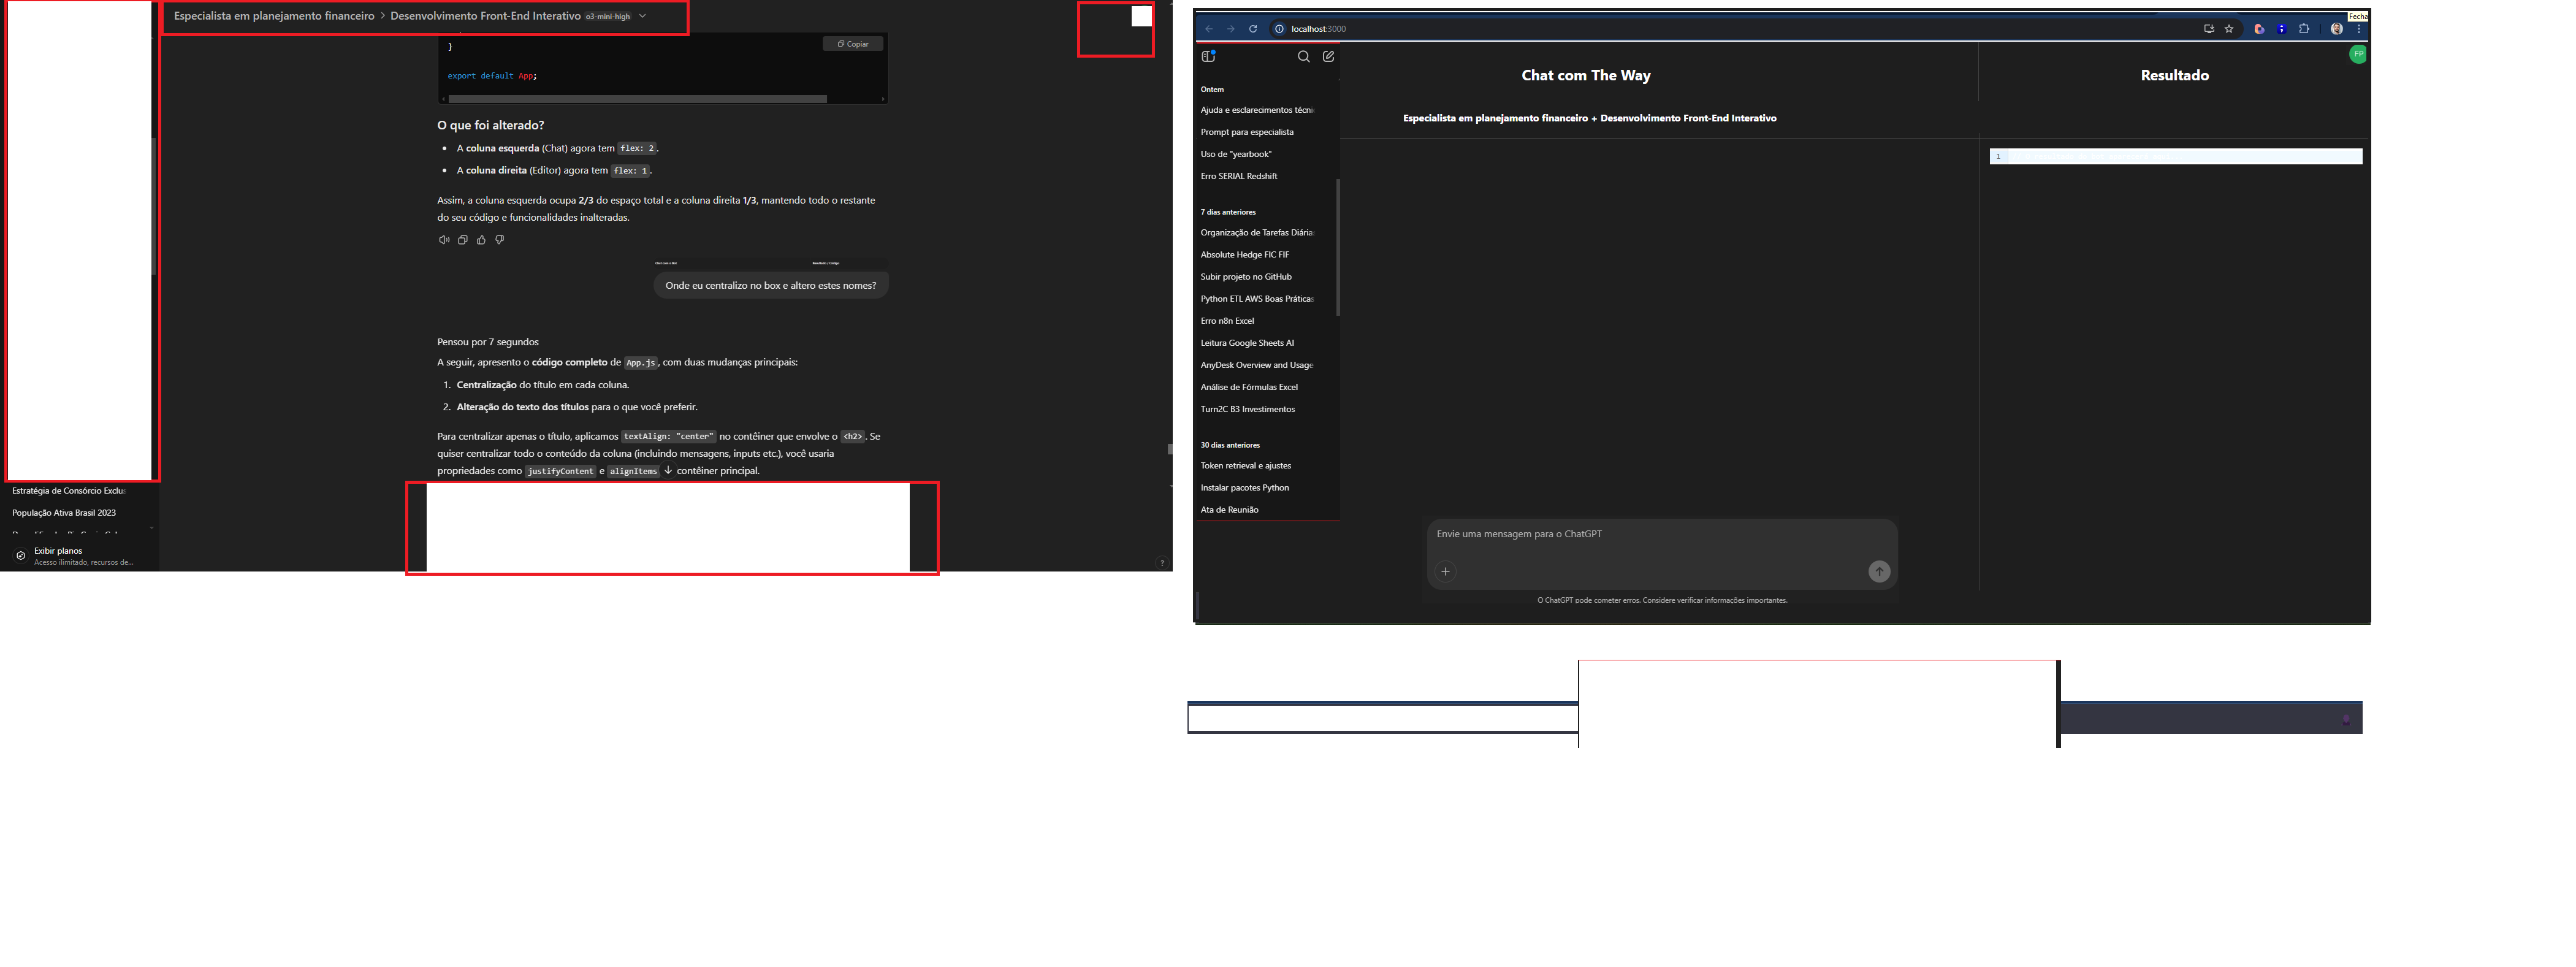 Especialista em planejamento financeiro > Desenvolvimento Front-End Interativo o3-mini-high
}
Copiar
export default App;
O que foi alterado?
• A coluna esquerda (Chat) agora tem flex: 2.
• A coluna direita (Editor) agora tem flex: 1.
Assim, a coluna esquerda ocupa 2/3 do espaço total e a coluna direita 1/3, mantendo todo o restante
do seu código e funcionalidades inalteradas.
Chat com o Bot
Resultado / Código
Onde eu centralizo no box e altero estes nomes?
Pensou por 7 segundos
A seguir, apresento o código completo de App.js, com duas mudanças principais:
1. Centralização do título em cada coluna.
2. Alteração do texto dos títulos para o que você preferir.
Para centralizar apenas o título, aplicamos textAlign: "center" no contêiner que envolve o <h2>. Se
quiser centralizar todo o conteúdo da coluna (incluindo mensagens, inputs etc.), você usaria
propriedades como justifyContent e alignItems contêiner principal.
Estratégia de Consórcio Exclus
População Ativa Brasil 2023
Exibir planos
Acesso ilimitado, recursos de...
?
Fecha
localhost:3000
FP
Chat com The Way
Resultado
Especialista em planejamento financeiro + Desenvolvimento Front-End Interativo
1
Ontem
Ajuda e esclarecimentos técni
Prompt para especialista
Uso de "yearbook"
Erro SERIAL Redshift
7 dias anteriores
Organização de Tarefas Diária
Absolute Hedge FIC FIF
Subir projeto no GitHub
Python ETL AWS Boas Práticas
Erro n8n Excel
Leitura Google Sheets AI
AnyDesk Overview and Usage
Análise de Fórmulas Excel
Turn2C B3 Investimentos
30 dias anteriores
Token retrieval e ajustes
Instalar pacotes Python
Ata de Reunião
Envie uma mensagem para o ChatGPT
O ChatGPT pode cometer erros. Considere verificar informações importantes.